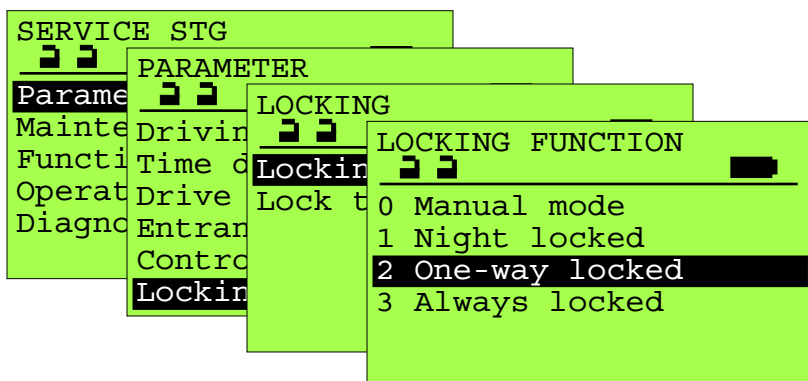 SERVICE STG
Parame
Mainte
Functi
Operat
Diagno
PARAMETER
Drivin
Time d
Drive
Entran
Contro
Lockin
LOCKING
Lockin
Lock t
LOCKING FUNCTION
0 Manual mode
1 Night locked
2 One-way locked
3 Always locked